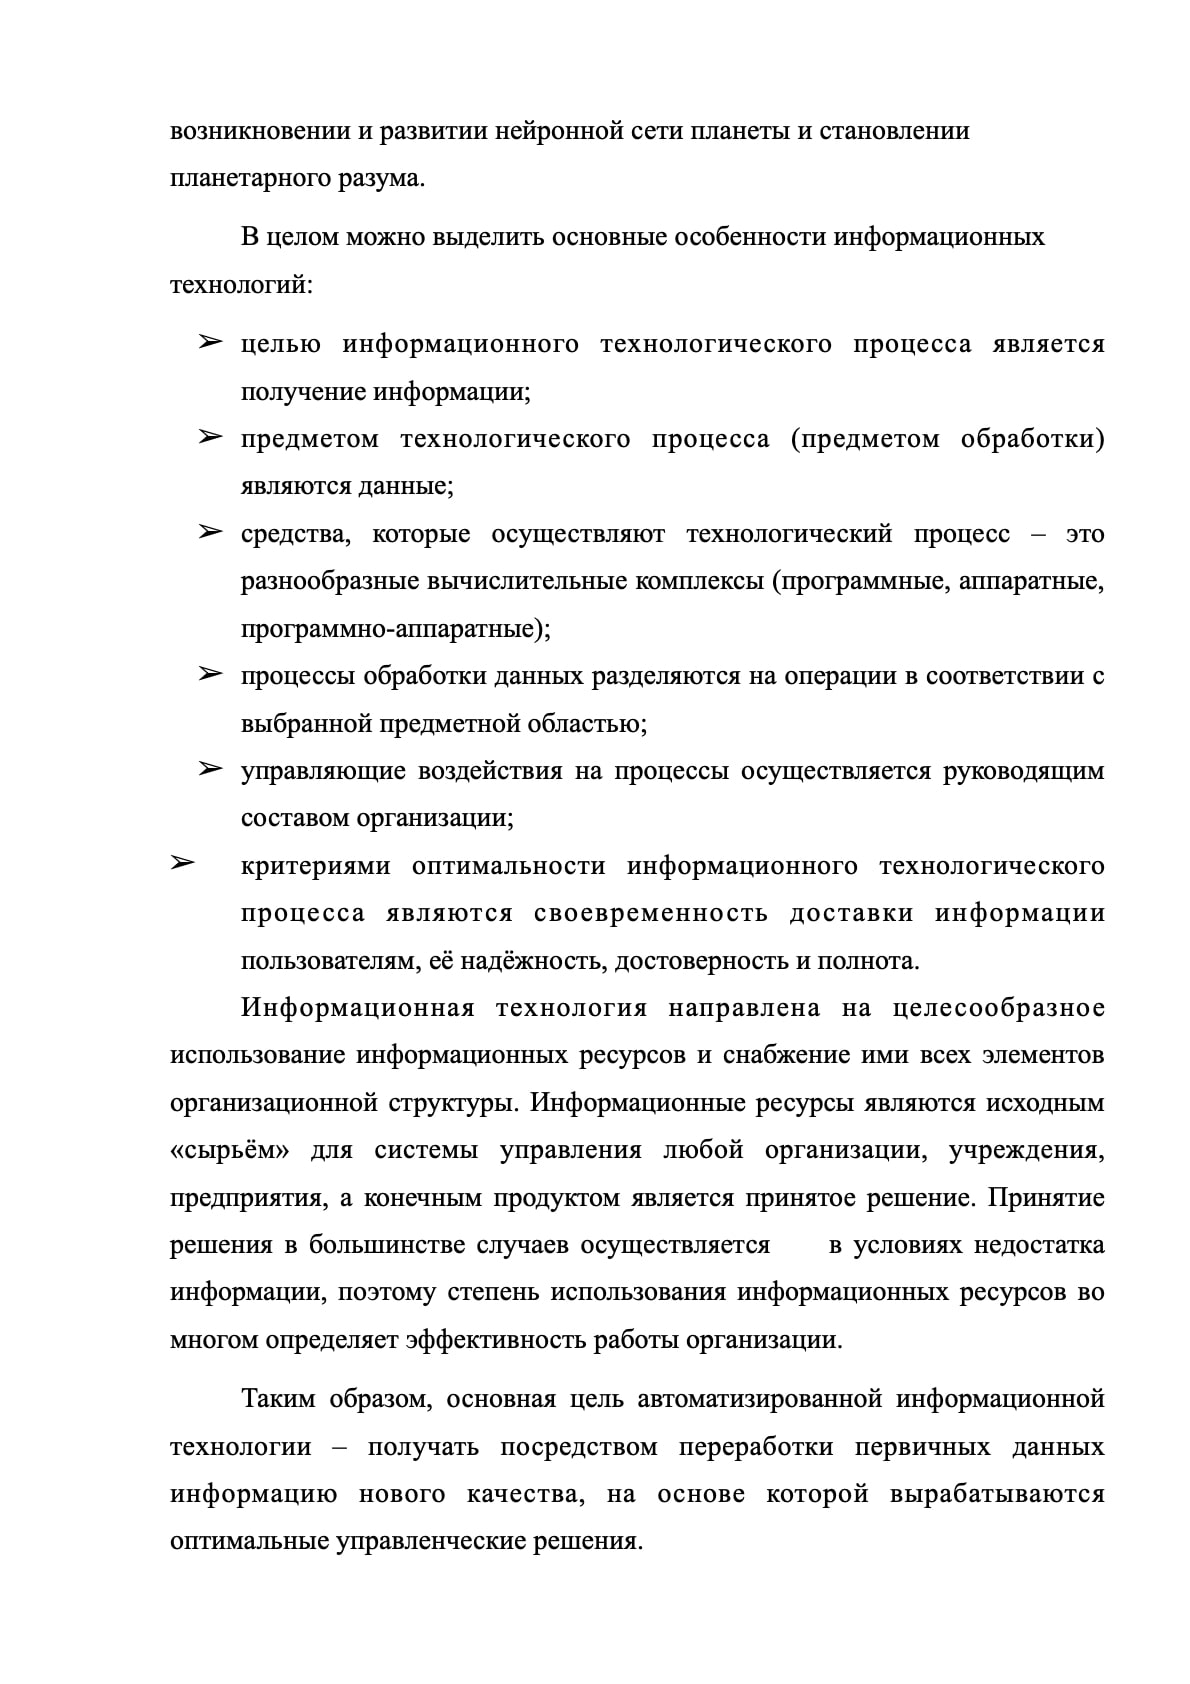 возникновении и развитии нейронной сети планеты и становлении
планетарного разума.
В целом можно выделить основные особенности информационных
технологий:
➢ целью информационного технологического процесса является
получение информации;
➢ предметом технологического процесса (предметом обработки)
являются данные;
➢ средства, которые осуществляют технологический процесс – это
разнообразные вычислительные комплексы (программные, аппаратные,
программно-аппаратные);
➢ процессы обработки данных разделяются на операции в соответствии с
выбранной предметной областью;
➢ управляющие воздействия на процессы осуществляется руководящим
составом организации;
➢ критериями оптимальности информационного технологического
процесса являются своевременность доставки информации
пользователям, её надёжность, достоверность и полнота.
Информационная технология направлена на целесообразное
использование информационных ресурсов и снабжение ими всех элементов
организационной структуры. Информационные ресурсы являются исходным
«сырьём» для системы управления любой организации, учреждения,
предприятия, а конечным продуктом является принятое решение. Принятие
решения в большинстве случаев осуществляется в условиях недостатка
информации, поэтому степень использования информационных ресурсов во
многом определяет эффективность работы организации.
Таким образом, основная цель автоматизированной информационной
технологии – получать посредством переработки первичных данных
информацию нового качества, на основе которой вырабатываются
оптимальные управленческие решения.